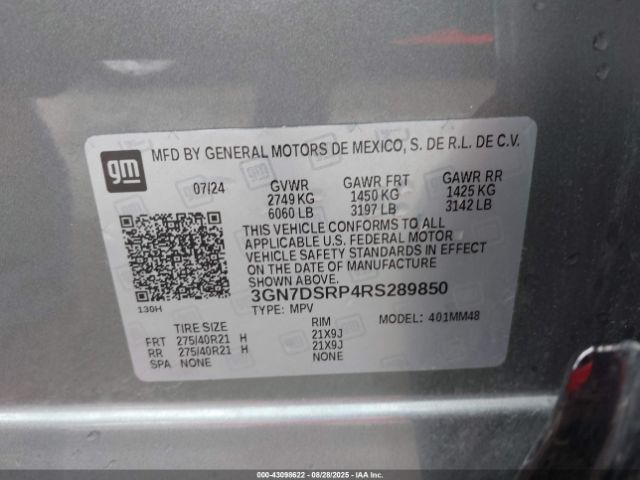 gm
MFD BY GENERAL MOTORS DE MEXICO, S. DE R.L. DE C.V.
07/24 GVWR GAWR FRT GAWR RR
2749 KG 1450 KG 1425 KG
6060 LB 3197 LB 3142 LB
THIS VEHICLE CONFORMS TO ALL
APPLICABLE U.S. FEDERAL MOTOR
VEHICLE SAFETY STANDARDS IN EFFECT
ON THE DATE OF MANUFACTURE SHOWN
ABOVE.
3GN7DSRP4RS289850
130H
TYPE: MPV MODEL: 401MM48
TIRE SIZE RIM
FRT 275/40R21 H 21X9J
RR 275/40R21 H 21X9J
SPA NONE NONE
000-43098622 - 08/28/2025 - IAAI.COM COPART